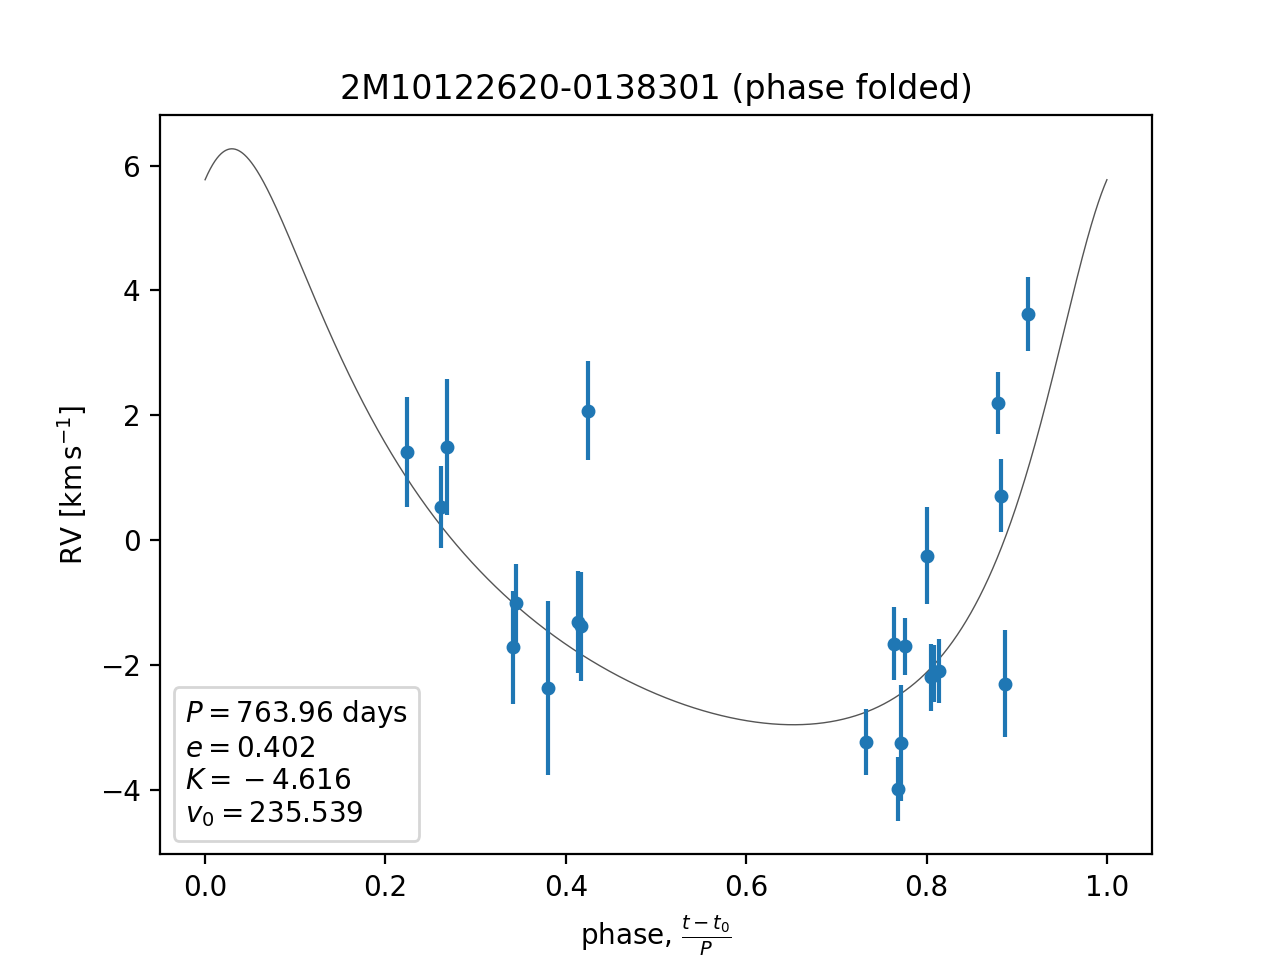 2M10122620-0138301 (phase folded)
RV [km s⁻¹]
6
4
2
0
−2
−4
P = 763.96 days
e = 0.402
K = −4.616
v₀ = 235.539
0.0 0.2 0.4 0.6 0.8 1.0
phase, (t − t₀)/P